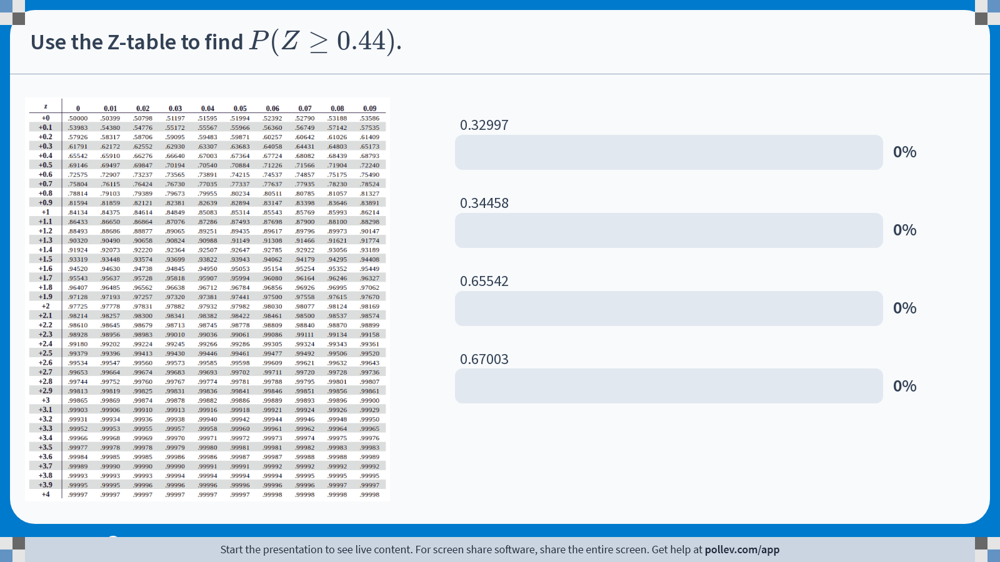 Use the Z-table to find P(Z ≥ 0.44).
z 0 0.01 0.02 0.03 0.04 0.05 0.06 0.07 0.08 0.09
+0 .50000 .50399 .50798 .51197 .51595 .51994 .52392 .52790 .53188 .53586
+0.1 .53983 .54380 .54776 .55172 .55567 .55966 .56360 .56749 .57142 .57535
+0.2 .57926 .58317 .58706 .59095 .59483 .59871 .60257 .60642 .61026 .61409
+0.3 .61791 .62172 .62552 .62930 .63307 .63683 .64058 .64431 .64803 .65173
+0.4 .65542 .65910 .66276 .66640 .67003 .67364 .67724 .68082 .68439 .68793
+0.5 .69146 .69497 .69847 .70194 .70540 .70884 .71226 .71566 .71904 .72240
+0.6 .72575 .72907 .73237 .73565 .73891 .74215 .74537 .74857 .75175 .75490
+0.7 .75804 .76115 .76424 .76730 .77035 .77337 .77637 .77935 .78230 .78524
+0.8 .78814 .79103 .79389 .79673 .79955 .80234 .80511 .80785 .81057 .81327
+0.9 .81594 .81859 .82121 .82381 .82639 .82894 .83147 .83398 .83646 .83891
+1 .84134 .84375 .84614 .84849 .85083 .85314 .85543 .85769 .85993 .86214
+1.1 .86433 .86650 .86864 .87076 .87286 .87493 .87698 .87900 .88100 .88298
+1.2 .88493 .88686 .88877 .89065 .89251 .89435 .89617 .89796 .89973 .90147
+1.3 .90320 .90490 .90658 .90824 .90988 .91149 .91308 .91466 .91621 .91774
+1.4 .91924 .92073 .92220 .92364 .92507 .92647 .92785 .92922 .93056 .93189
+1.5 .93319 .93448 .93574 .93699 .93822 .93943 .94062 .94179 .94295 .94408
+1.6 .94520 .94630 .94738 .94845 .94950 .95053 .95154 .95254 .95352 .95449
+1.7 .95543 .95637 .95728 .95818 .95907 .95994 .96080 .96164 .96246 .96327
+1.8 .96407 .96485 .96562 .96638 .96712 .96784 .96856 .96926 .96995 .97062
+1.9 .97128 .97193 .97257 .97320 .97381 .97441 .97500 .97558 .97615 .97670
+2 .97725 .97778 .97831 .97882 .97932 .97982 .98030 .98077 .98124 .98169
+2.1 .98214 .98257 .98300 .98341 .98382 .98422 .98461 .98500 .98537 .98574
+2.2 .98610 .98645 .98679 .98713 .98745 .98778 .98809 .98840 .98870 .98899
+2.3 .98928 .98956 .98983 .99010 .99036 .99061 .99086 .99111 .99134 .99158
+2.4 .99180 .99202 .99224 .99245 .99266 .99286 .99305 .99324 .99343 .99361
+2.5 .99379 .99396 .99413 .99430 .99446 .99461 .99477 .99492 .99506 .99520
+2.6 .99534 .99547 .99560 .99573 .99585 .99598 .99609 .99621 .99632 .99643
+2.7 .99653 .99664 .99674 .99683 .99693 .99702 .99711 .99720 .99728 .99736
+2.8 .99744 .99752 .99760 .99767 .99774 .99781 .99788 .99795 .99801 .99807
+2.9 .99813 .99819 .99825 .99831 .99836 .99841 .99846 .99851 .99856 .99861
+3 .99865 .99869 .99874 .99878 .99882 .99886 .99889 .99893 .99896 .99900
+3.1 .99903 .99906 .99910 .99913 .99916 .99918 .99921 .99924 .99926 .99929
+3.2 .99931 .99934 .99936 .99938 .99940 .99942 .99944 .99946 .99948 .99950
+3.3 .99952 .99953 .99955 .99957 .99958 .99960 .99961 .99962 .99964 .99965
+3.4 .99966 .99968 .99969 .99970 .99971 .99972 .99973 .99974 .99975 .99976
+3.5 .99977 .99978 .99978 .99979 .99980 .99981 .99981 .99982 .99983 .99983
+3.6 .99984 .99985 .99985 .99986 .99986 .99987 .99987 .99988 .99988 .99989
+3.7 .99989 .99990 .99990 .99990 .99991 .99991 .99992 .99992 .99992 .99992
+3.8 .99993 .99993 .99993 .99994 .99994 .99994 .99994 .99995 .99995 .99995
+3.9 .99995 .99995 .99996 .99996 .99996 .99996 .99996 .99996 .99997 .99997
+4 .99997 .99997 .99997 .99997 .99997 .99997 .99998 .99998 .99998 .99998
0.32997
0%
0.34458
0%
0.65542
0%
0.67003
0%
Start the presentation to see live content. For screen share software, share the entire screen. Get help at pollev.com/app